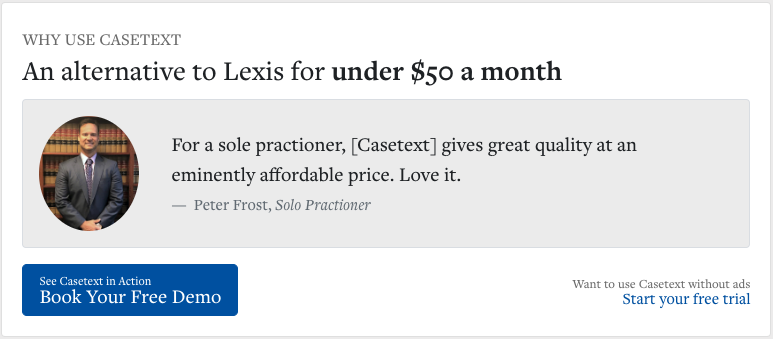 WHY USE CASETEXT
An alternative to Lexis for under $50 a month
For a sole practioner, [Casetext] gives great quality at an
eminently affordable price. Love it.
— Peter Frost, Solo Practioner
See Casetext in Action
Book Your Free Demo
Want to use Casetext without ads
Start your free trial